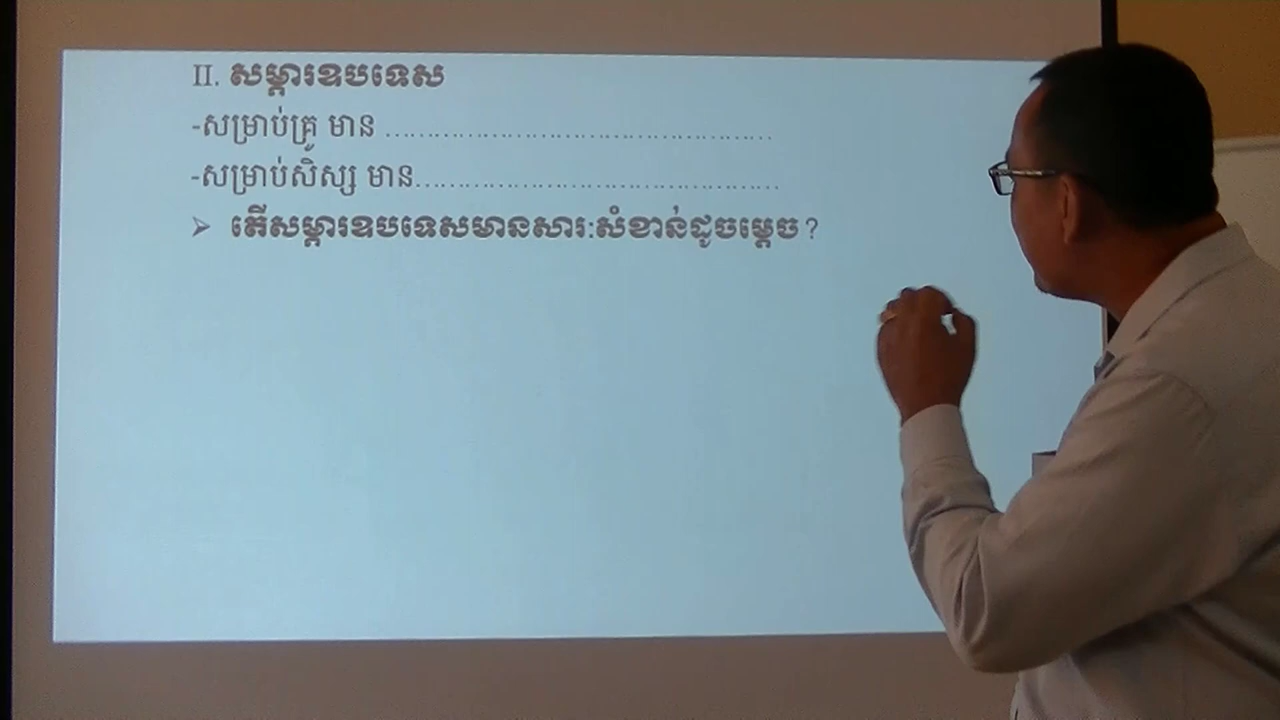 II. សម្ភារឧបទេស
-សម្រាប់គ្រូ មាន ................................................
-សម្រាប់សិស្ស មាន.............................................
➢ តើសម្ភារឧបទេសមានសារ:សំខាន់ដូចម្តេច?